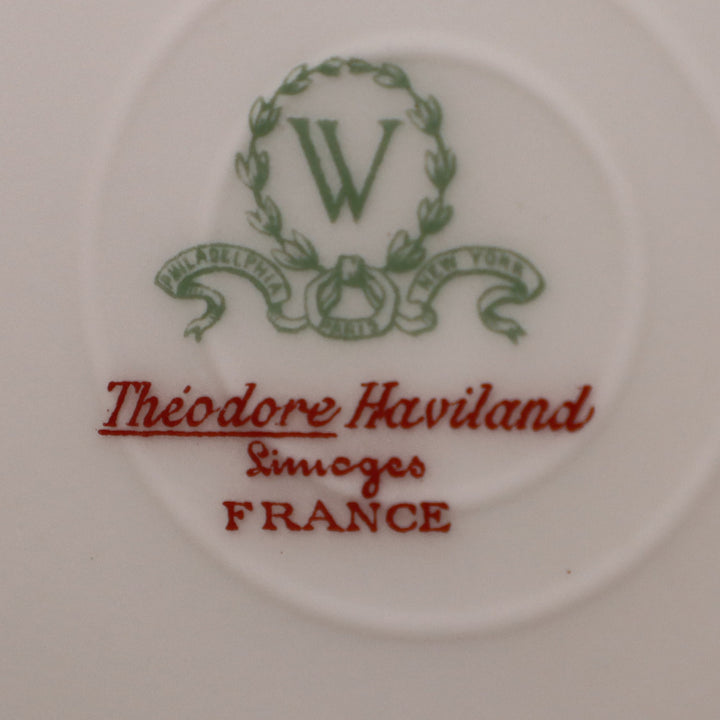 W
PHILADELPHIA PARIS NEW YORK
Théodore Haviland
Limoges
FRANCE